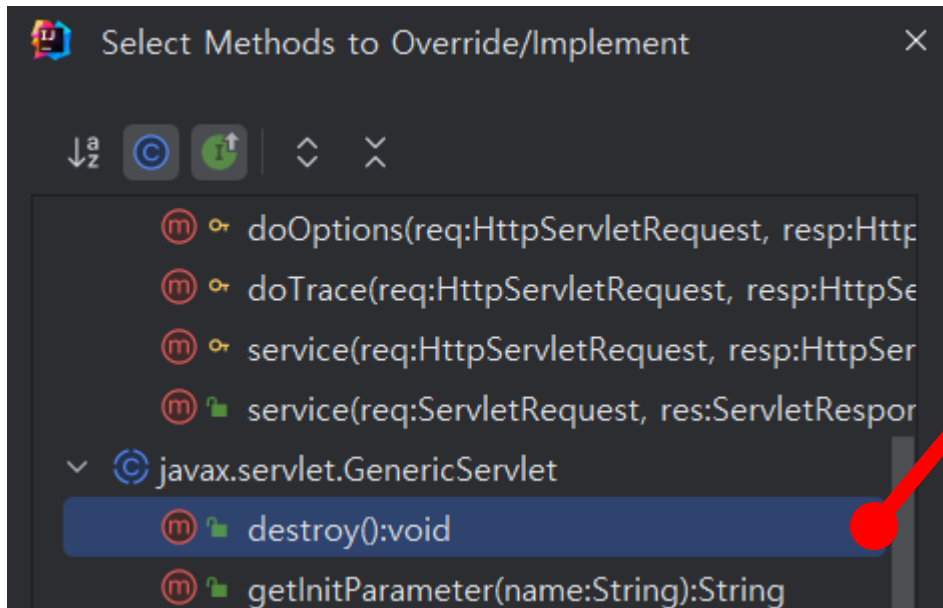 Select Methods to Override/Implement
doOptions(req:HttpServletRequest, resp:Http
doTrace(req:HttpServletRequest, resp:HttpSe
service(req:HttpServletRequest, resp:HttpSer
service(req:ServletRequest, res:ServletRespor
javax.servlet.GenericServlet
destroy():void
getInitParameter(name:String):String